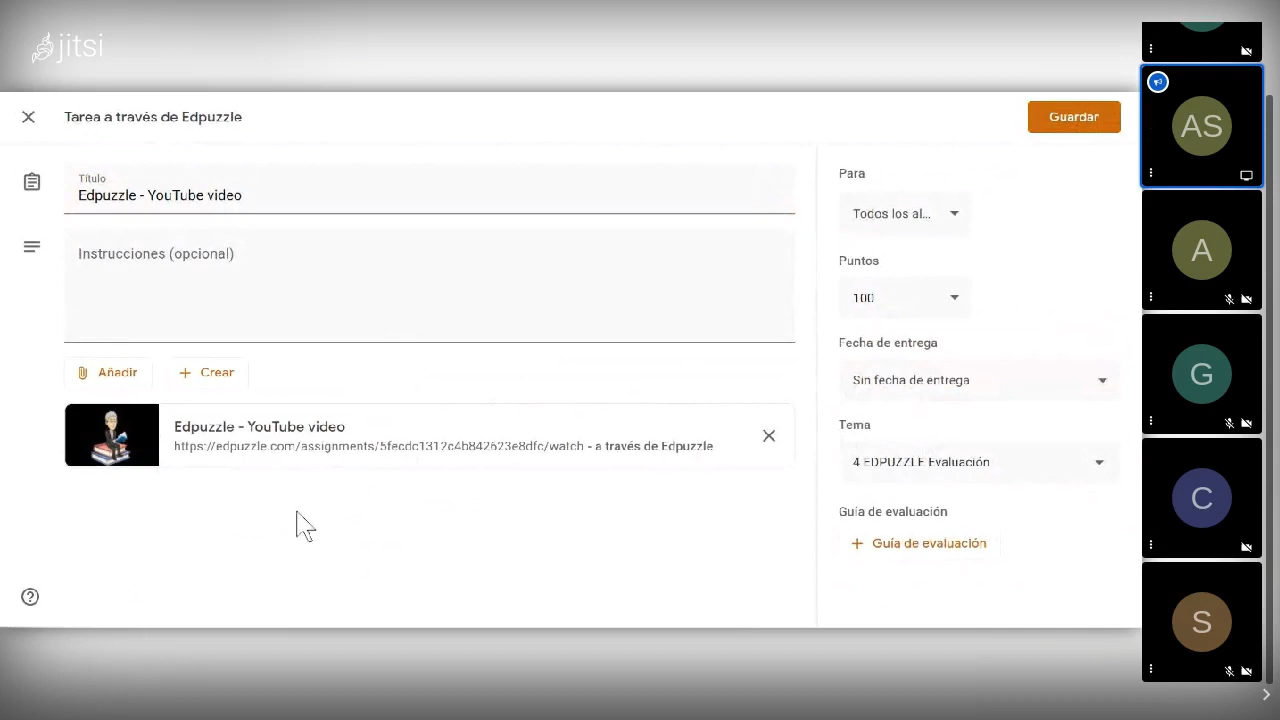 jitsi
Tarea a través de Edpuzzle
Guardar
Título
Edpuzzle - YouTube video
Instrucciones (opcional)
Añadir
Crear
Edpuzzle - YouTube video
https://edpuzzle.com/assignments/5fecdc1312c4b842623e8dfc/watch - a través de Edpuzzle
Para
Todos los al...
Puntos
100
Fecha de entrega
Sin fecha de entrega
Tema
4 EDPUZZLE Evaluación
Guía de evaluación
Guía de evaluación
AS
A
G
C
S